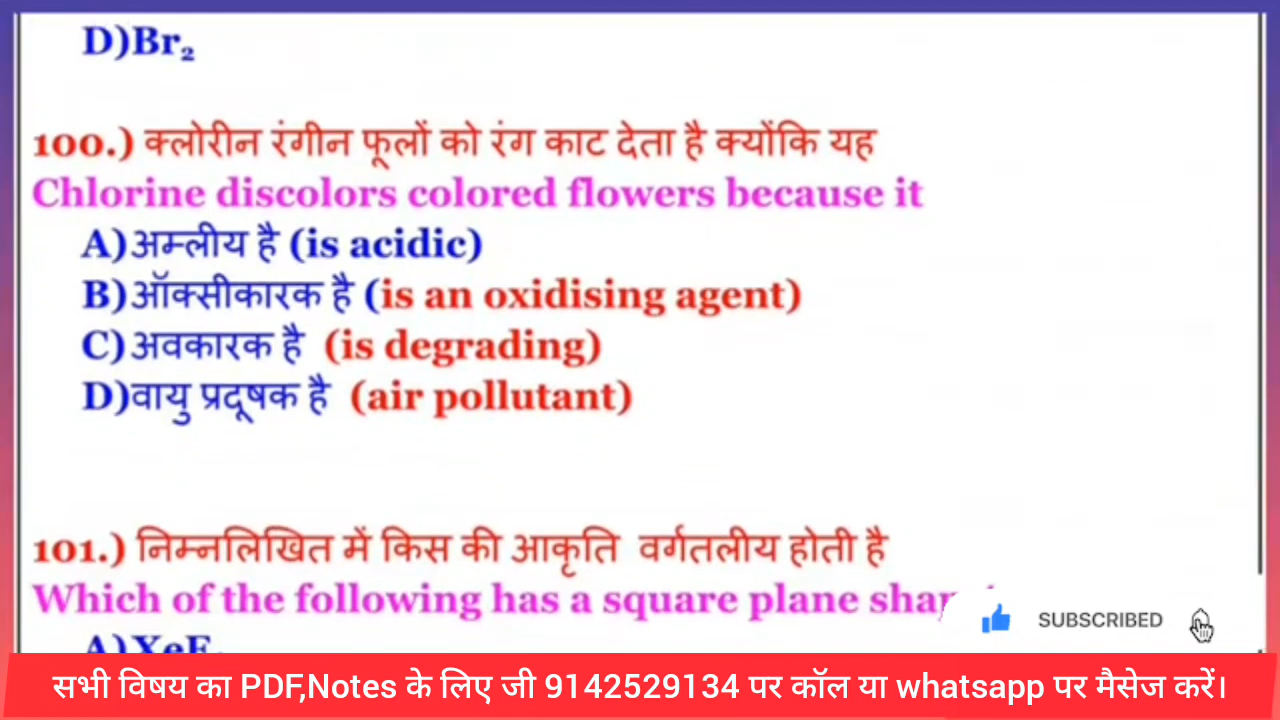 D)Br₂
100.) क्लोरीन रंगीन फूलों को रंग काट देता है क्योंकि यह
Chlorine discolors colored flowers because it
A)अम्लीय है (is acidic)
B)ऑक्सीकारक है (is an oxidising agent)
C)अवकारक है (is degrading)
D)वायु प्रदूषक है (air pollutant)
101.) निम्नलिखित में किस की आकृति वर्गतलीय होती है
Which of the following has a square plane
SUBSCRIBED
सभी विषय का PDF,Notes के लिए जी 9142529134 पर कॉल या whatsapp पर मैसेज करें।